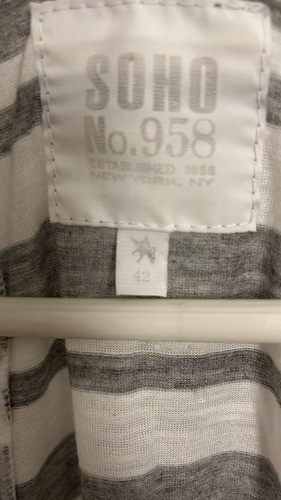 SOHO
No.958
ESTABLISHED 1958
NEW YORK, NY
42